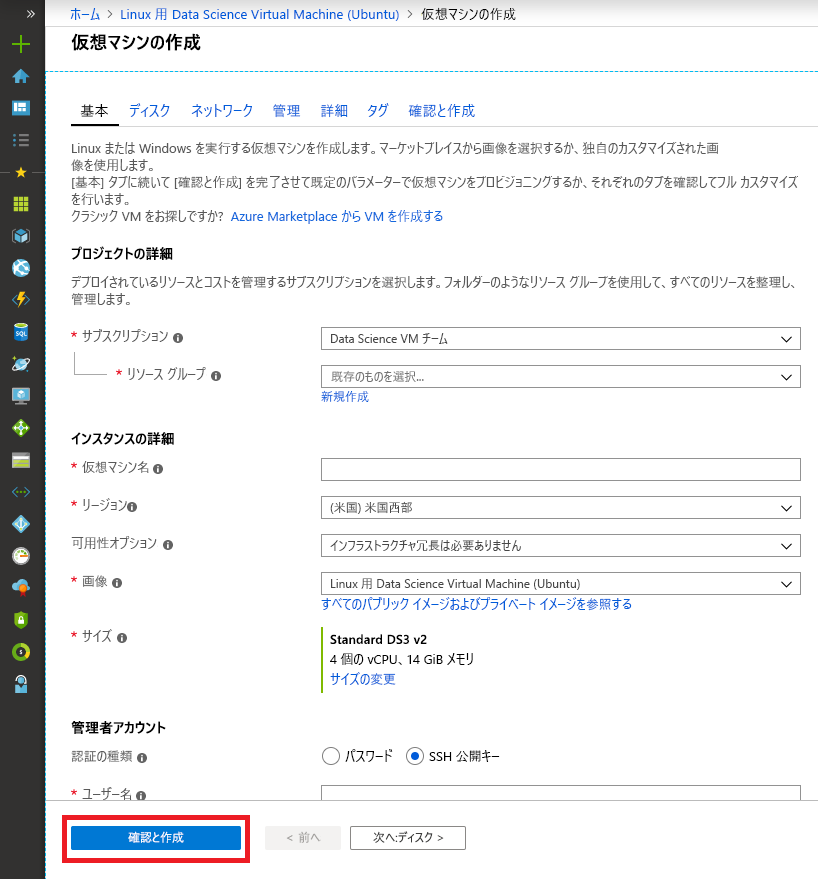 ホーム > Linux 用 Data Science Virtual Machine (Ubuntu) > 仮想マシンの作成
仮想マシンの作成
基本 ディスク ネットワーク 管理 詳細 タグ 確認と作成
Linux または Windows を実行する仮想マシンを作成します。マーケットプレイスから画像を選択するか、独自のカスタマイズされた画
像を使用します。
[基本] タブに続いて [確認と作成] を完了させて既定のパラメーターで仮想マシンをプロビジョニングするか、それぞれのタブを確認してフル カスタマイズ
を行います。
クラシック VM をお探しですか? Azure Marketplace から VM を作成する
プロジェクトの詳細
デプロイされているリソースとコストを管理するサブスクリプションを選択します。フォルダーのようなリソース グループを使用して、すべてのリソースを整理し、
管理します。
* サブスクリプション
Data Science VM チーム
* リソース グループ
既存のものを選択...
新規作成
インスタンスの詳細
* 仮想マシン名
* リージョン
(米国) 米国西部
可用性オプション
インフラストラクチャ冗長は必要ありません
* 画像
Linux 用 Data Science Virtual Machine (Ubuntu)
すべてのパブリック イメージおよびプライベート イメージを参照する
* サイズ
Standard DS3 v2
4 個の vCPU、14 GiB メモリ
サイズの変更
管理者アカウント
認証の種類
パスワード SSH 公開キー
* ユーザー名
確認と作成 < 前へ 次へ:ディスク >